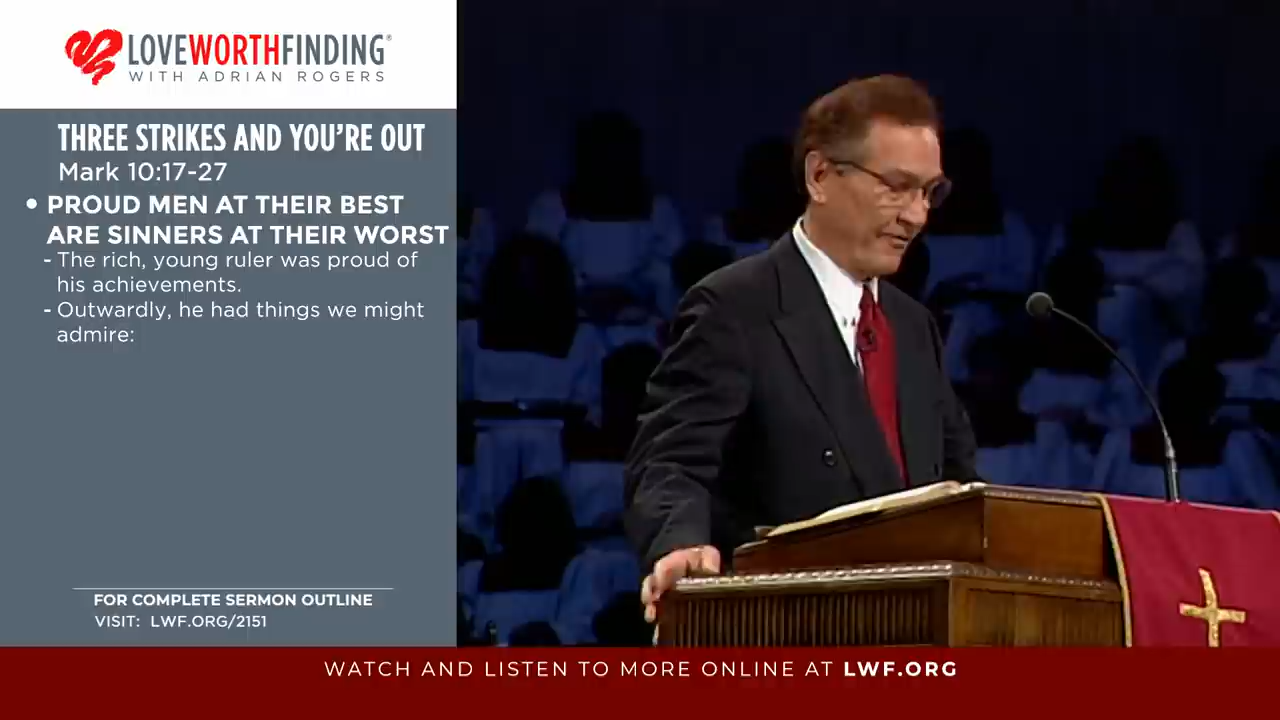 LOVEWORTHFINDING®
WITH ADRIAN ROGERS
THREE STRIKES AND YOU'RE OUT
Mark 10:17-27
• PROUD MEN AT THEIR BEST
ARE SINNERS AT THEIR WORST
- The rich, young ruler was proud of
his achievements.
- Outwardly, he had things we might
admire:
FOR COMPLETE SERMON OUTLINE
VISIT: LWF.ORG/2151
WATCH AND LISTEN TO MORE ONLINE AT LWF.ORG